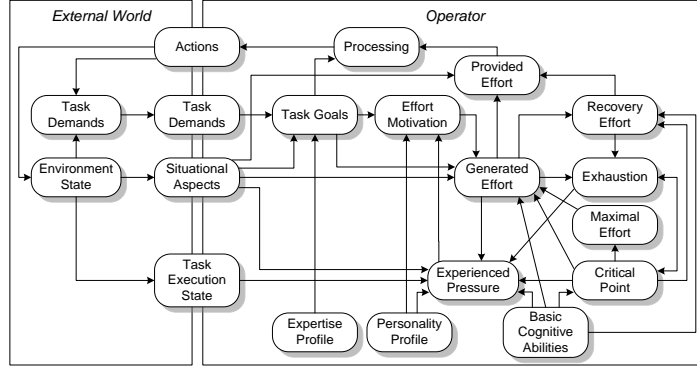 External World
Operator
Actions
Processing
Provided
Effort
Task
Demands
Task
Demands
Task Goals
Effort
Motivation
Recovery
Effort
Environment
State
Situational
Aspects
Generated
Effort
Exhaustion
Maximal
Effort
Task
Execution
State
Experienced
Pressure
Critical
Point
Expertise
Profile
Personality
Profile
Basic
Cognitive
Abilities